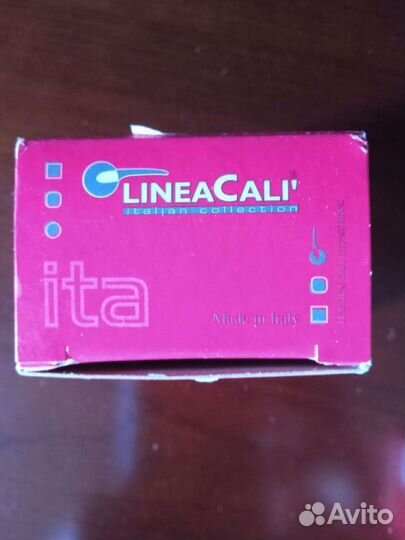 LINEACALI'
italian collection
ita
Made in Italy
Avito